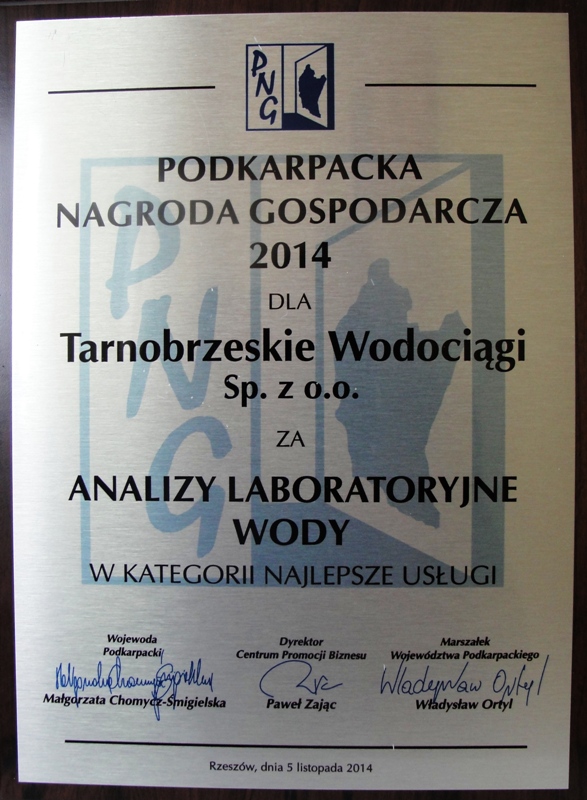 PNG
PODKARPACKA
NAGRODA GOSPODARCZA
2014
DLA
Tarnobrzeskie Wodociągi
Sp. z o.o.
ZA
ANALIZY LABORATORYJNE
WODY
W KATEGORII NAJLEPSZE USŁUGI
Wojewoda
Podkarpacki
Małgorzata Chomycz-Śmigielska
Dyrektor
Centrum Promocji Biznesu
Paweł Zając
Marszałek
Województwa Podkarpackiego
Władysław Ortyl
Władysław Ortyl
Rzeszów, dnia 5 listopada 2014